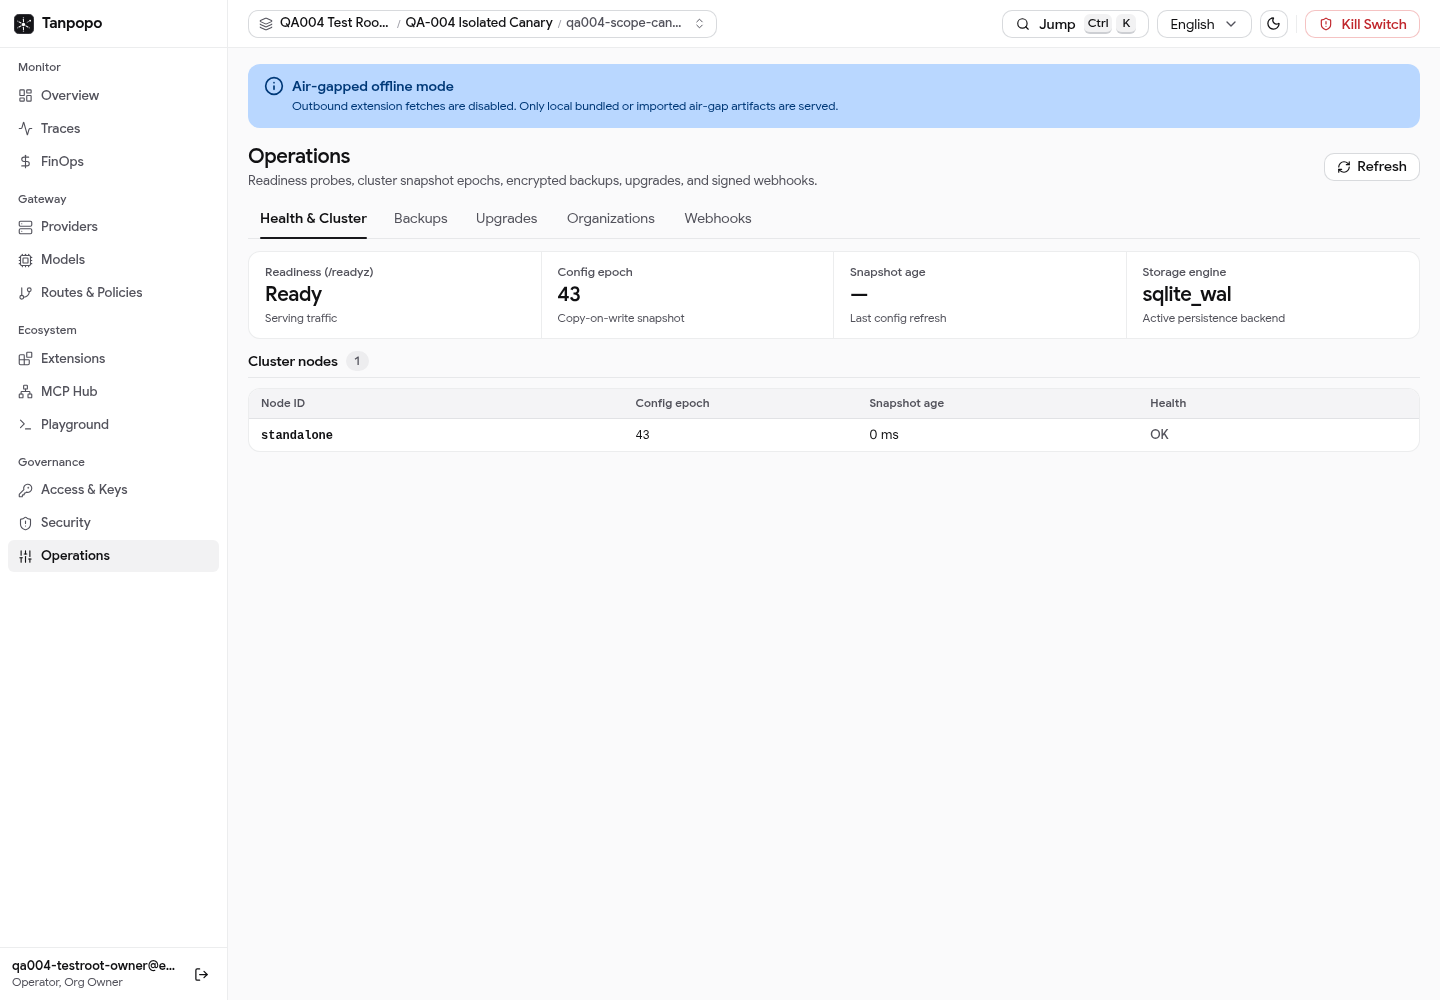 Tanpopo
QA004 Test Roo... / QA-004 Isolated Canary / qa004-scope-can...
Jump Ctrl K
English
Kill Switch
Monitor
Overview
Traces
FinOps
Gateway
Providers
Models
Routes & Policies
Ecosystem
Extensions
MCP Hub
Playground
Governance
Access & Keys
Security
Operations
qa004-testroot-owner@e...
Operator, Org Owner
Air-gapped offline mode
Outbound extension fetches are disabled. Only local bundled or imported air-gap artifacts are served.
Operations
Readiness probes, cluster snapshot epochs, encrypted backups, upgrades, and signed webhooks.
Refresh
Health & Cluster Backups Upgrades Organizations Webhooks
Readiness (/readyz)
Ready
Serving traffic
Config epoch
43
Copy-on-write snapshot
Snapshot age
—
Last config refresh
Storage engine
sqlite_wal
Active persistence backend
Cluster nodes 1
Node ID Config epoch Snapshot age Health
standalone 43 0 ms OK